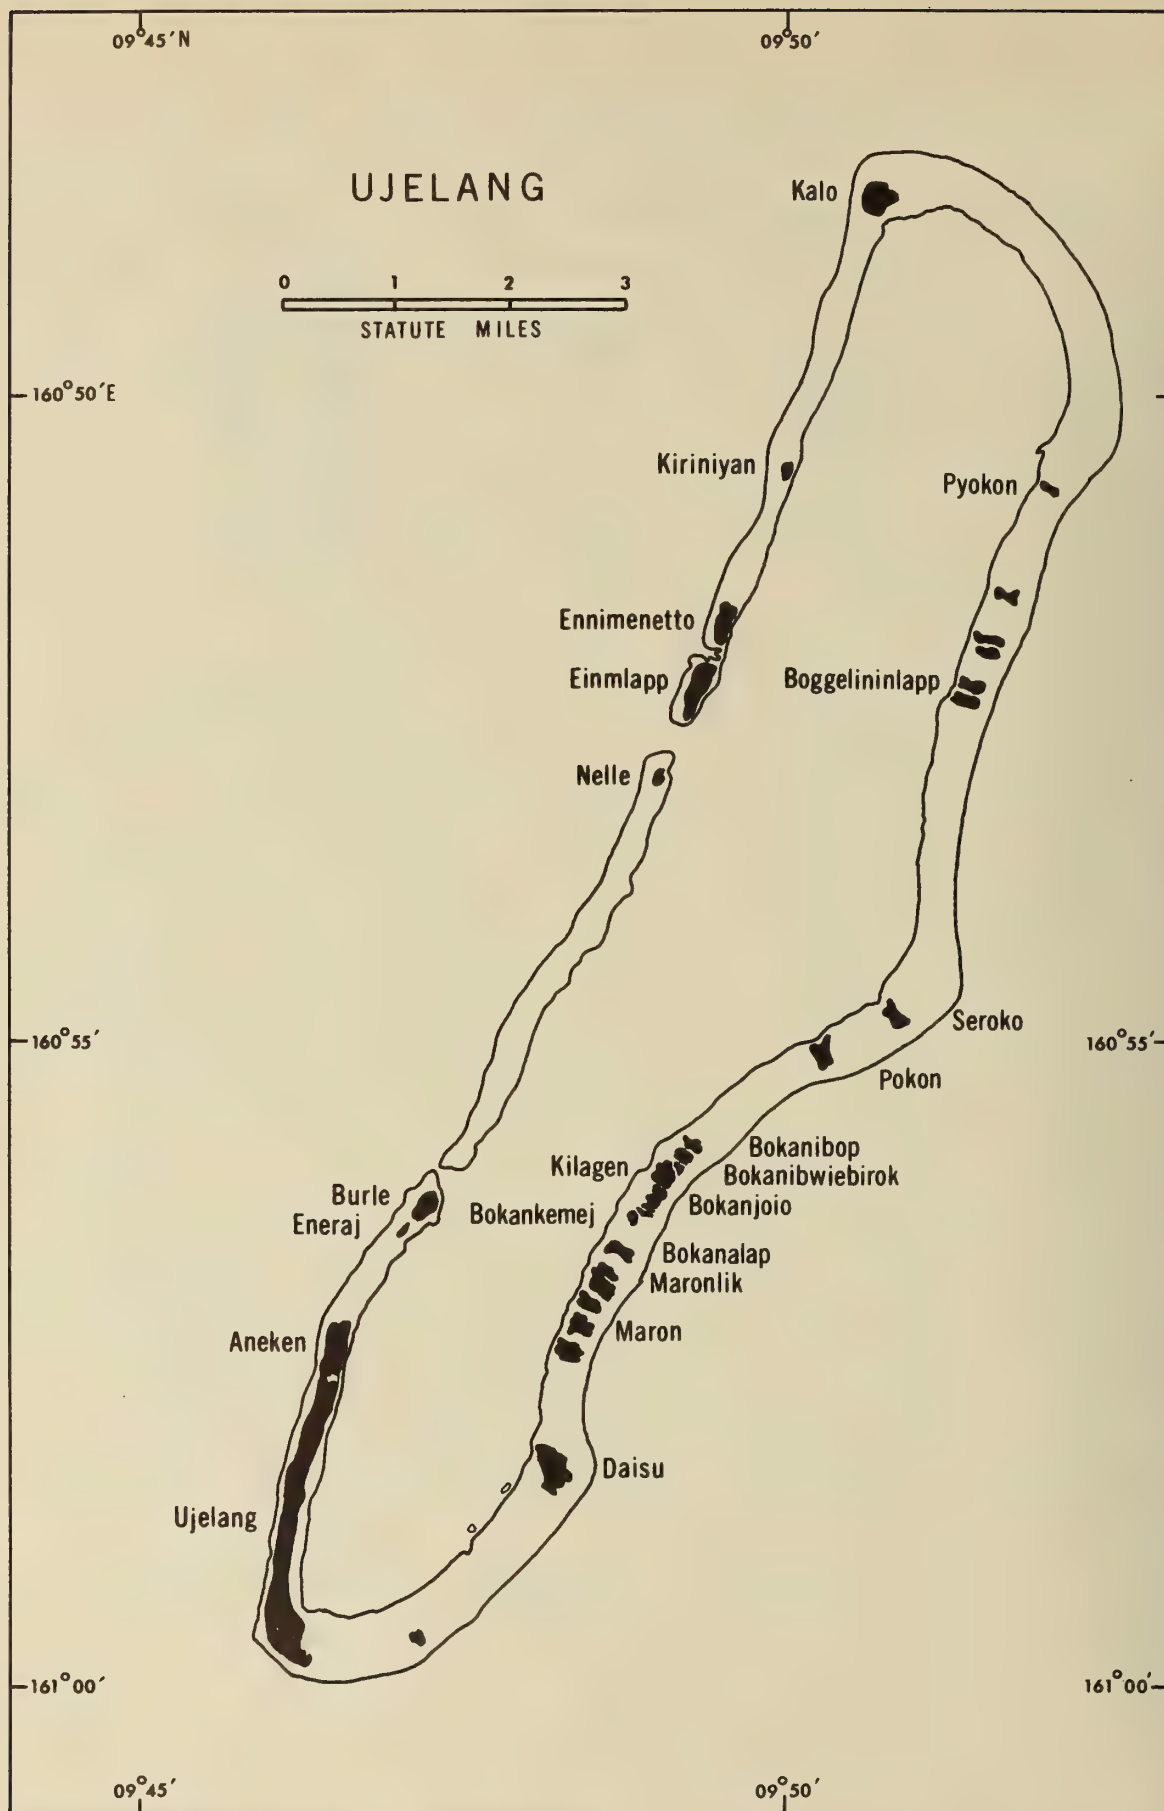 09°45′N
09°50′
UJELANG
Kalo
0 1 2 3
STATUTE MILES
160°50′E
Kiriniyan
Pyokon
Ennimenetto
Einmlapp
Boggelininlapp
Nelle
Seroko
160°55′
160°55′
Pokon
Bokanibop
Kilagen
Bokanibwiebirok
Burle
Bokanjoio
Eneraj
Bokankemej
Bokanalap
Maronlik
Aneken
Maron
Daisu
Ujelang
161°00′
161°00′
09°45′
09°50′